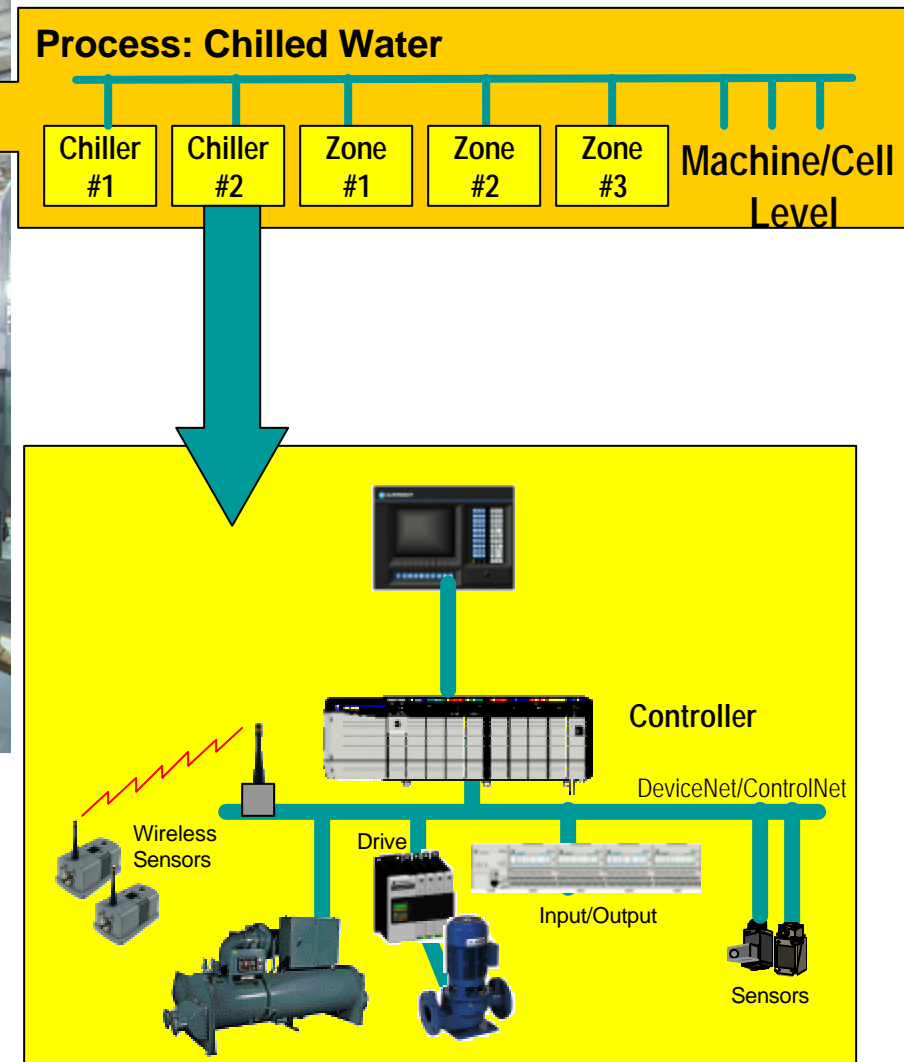 Process: Chilled Water
Chiller
#1
Chiller
#2
Zone
#1
Zone
#2
Zone
#3
Machine/Cell
Level
Controller
DeviceNet/ControlNet
Wireless
Sensors
Drive
Input/Output
Sensors